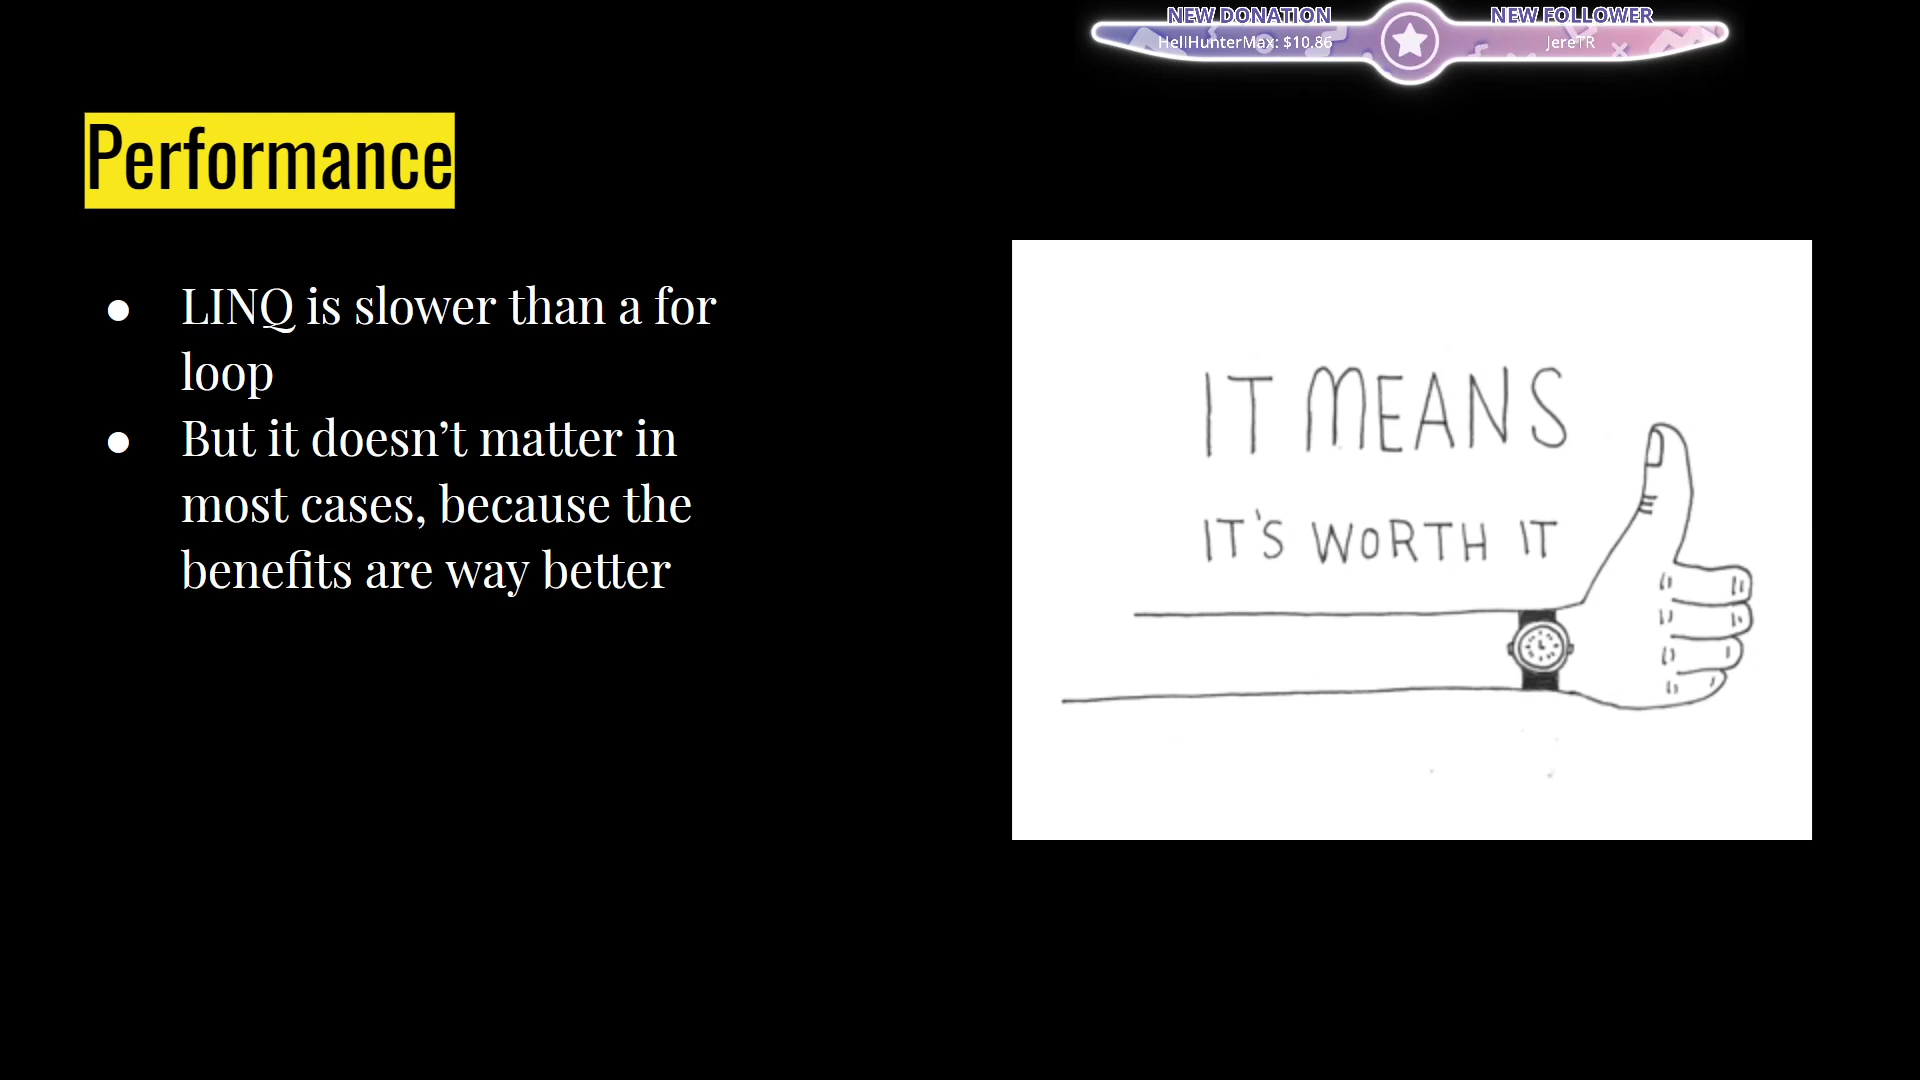 NEW DONATION
HellHunterMax: $10.86
NEW FOLLOWER
JereTR
Performance
● LINQ is slower than a for
loop
● But it doesn’t matter in
most cases, because the
benefits are way better
IT MEANS
IT'S WORTH IT